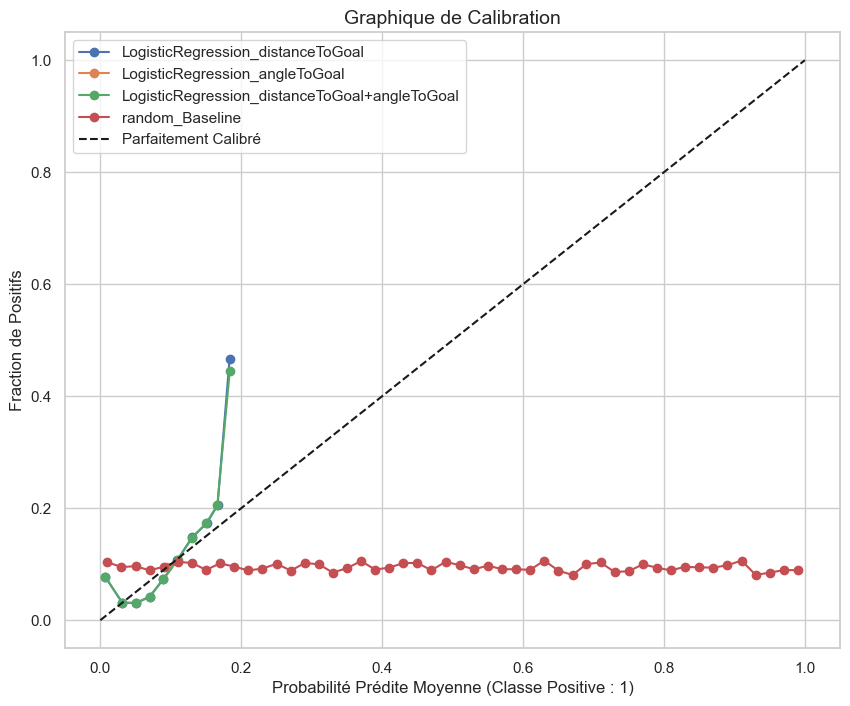 Graphique de Calibration
LogisticRegression_distanceToGoal
LogisticRegression_angleToGoal
LogisticRegression_distanceToGoal+angleToGoal
random_Baseline
Parfaitement Calibré
1.0
0.8
0.6
0.4
0.2
0.0
Fraction de Positifs
0.0 0.2 0.4 0.6 0.8 1.0
Probabilité Prédite Moyenne (Classe Positive : 1)